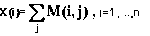 X(i)=∑M(i,j) , i=1, ..,n
j